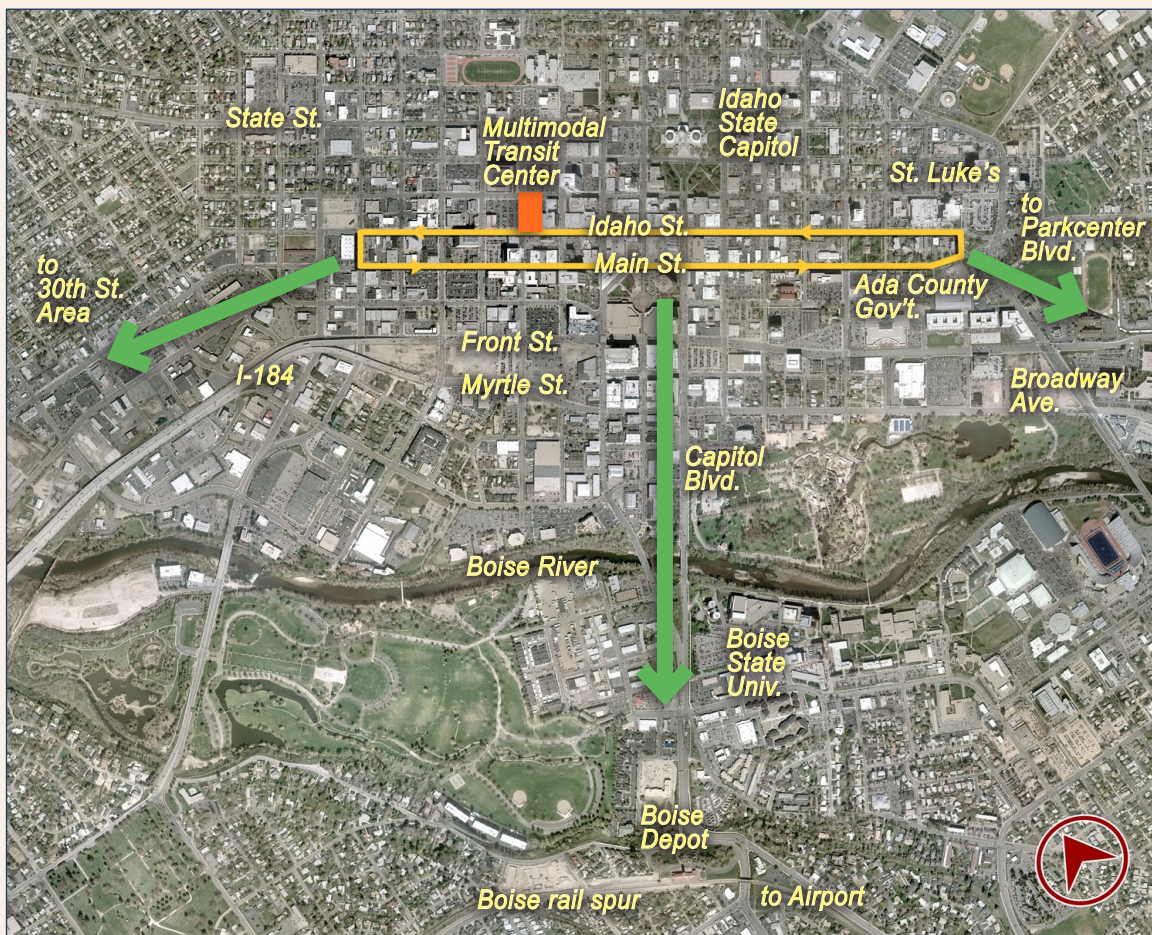 State St.
Multimodal
Transit
Center
Idaho
State
Capitol
St. Luke's
to
Parkcenter
Blvd.
Idaho St.
Main St.
to
30th St.
Area
Ada County
Gov't.
Front St.
I-184
Myrtle St.
Broadway
Ave.
Capitol
Blvd.
Boise River
Boise
State
Univ.
Boise
Depot
Boise rail spur
to Airport